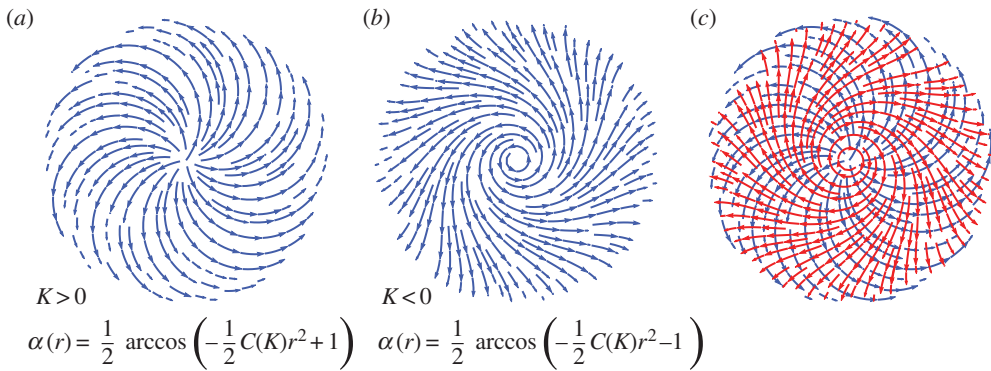 (a) (b) (c)
K > 0 K < 0
α(r) = 1/2 arccos (−1/2 C(K)r² + 1) α(r) = 1/2 arccos (−1/2 C(K)r² − 1)